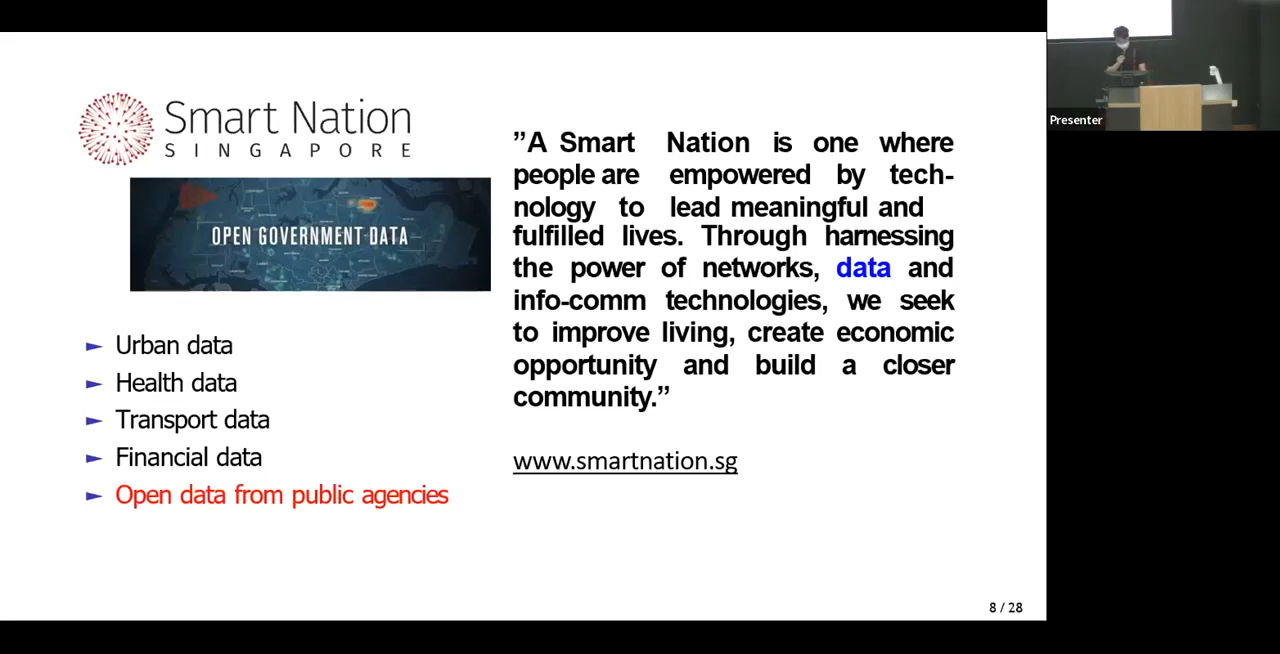 Smart Nation
SINGAPORE
OPEN GOVERNMENT DATA
► Urban data
► Health data
► Transport data
► Financial data
► Open data from public agencies
”A Smart Nation is one where
people are empowered by tech-
nology to lead meaningful and
fulfilled lives. Through harnessing
the power of networks, data and
info-comm technologies, we seek
to improve living, create economic
opportunity and build a closer
community.”
www.smartnation.sg
8 / 28
Presenter